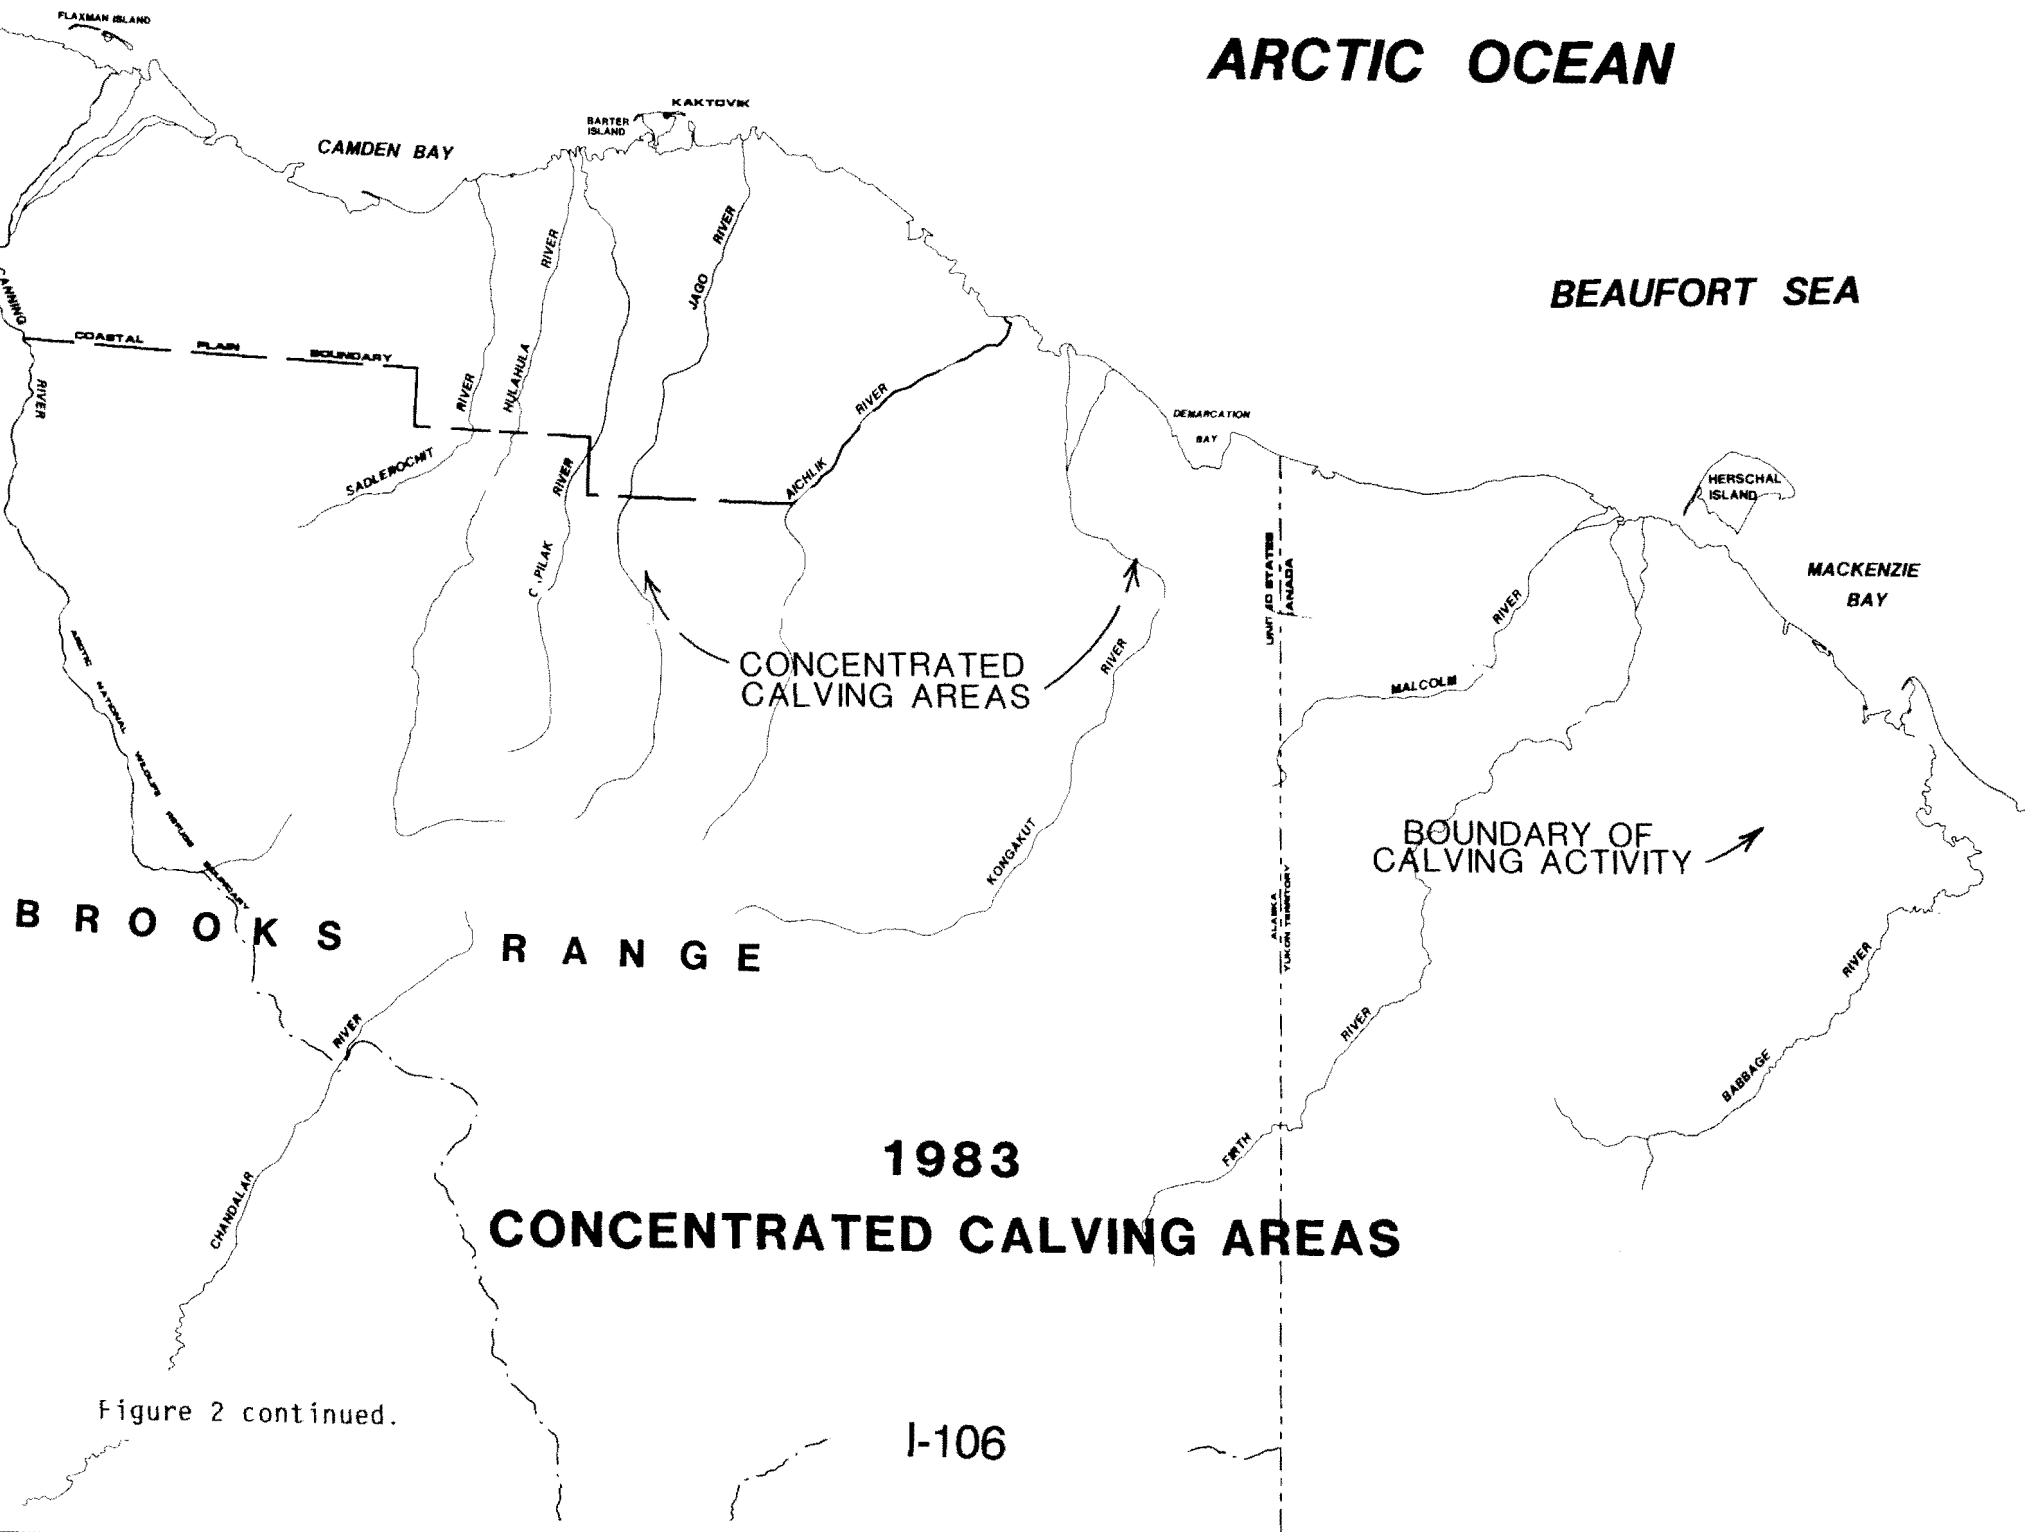 FLAXMAN ISLAND
ARCTIC OCEAN
KAKTOVIK
BARTER
ISLAND
CAMDEN BAY
BEAUFORT SEA
CANNING
RIVER
COASTAL PLAIN BOUNDARY
RIVER
SADLEROCHIT
RIVER
HULAHULA
RIVER
PILAK
RIVER
JAGO
RIVER
AICHLIK
DEMARCATION
BAY
HERSCHAL
ISLAND
MACKENZIE
BAY
UNITED STATES
CANADA
CONCENTRATED
CALVING AREAS
RIVER
KONGAKUT
RIVER
MALCOLM
ARCTIC NATIONAL WILDLIFE REFUGE BOUNDARY
BOUNDARY OF
CALVING ACTIVITY
ALASKA
YUKON TERRITORY
BROOKS RANGE
RIVER
CHANDALAR
RIVER
FIRTH
RIVER
BABBAGE
1983
CONCENTRATED CALVING AREAS
Figure 2 continued.
I-106